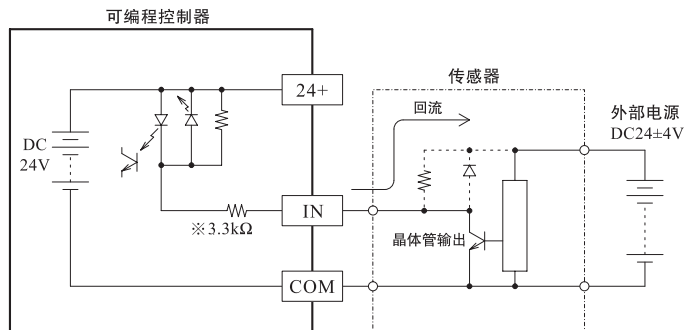 可编程控制器
24+
传感器
回流
外部电源
DC24±4V
DC
24V
IN
※3.3kΩ
晶体管输出
COM